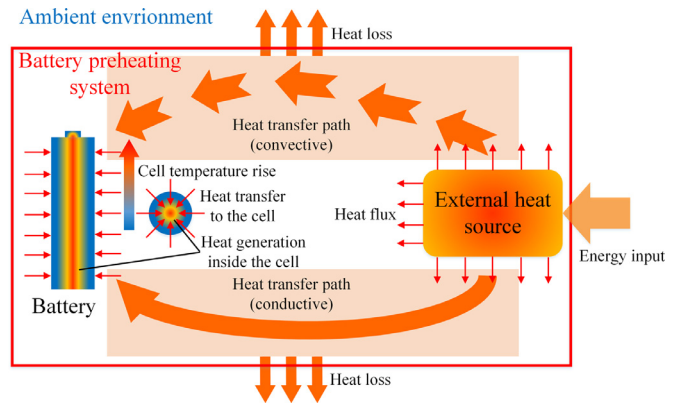 Ambient envrionment
Heat loss
Battery preheating
system
Heat transfer path
(convective)
Cell temperature rise
Heat transfer
to the cell
Heat generation
inside the cell
Heat flux
External heat
source
Energy input
Battery
Heat transfer path
(conductive)
Heat loss